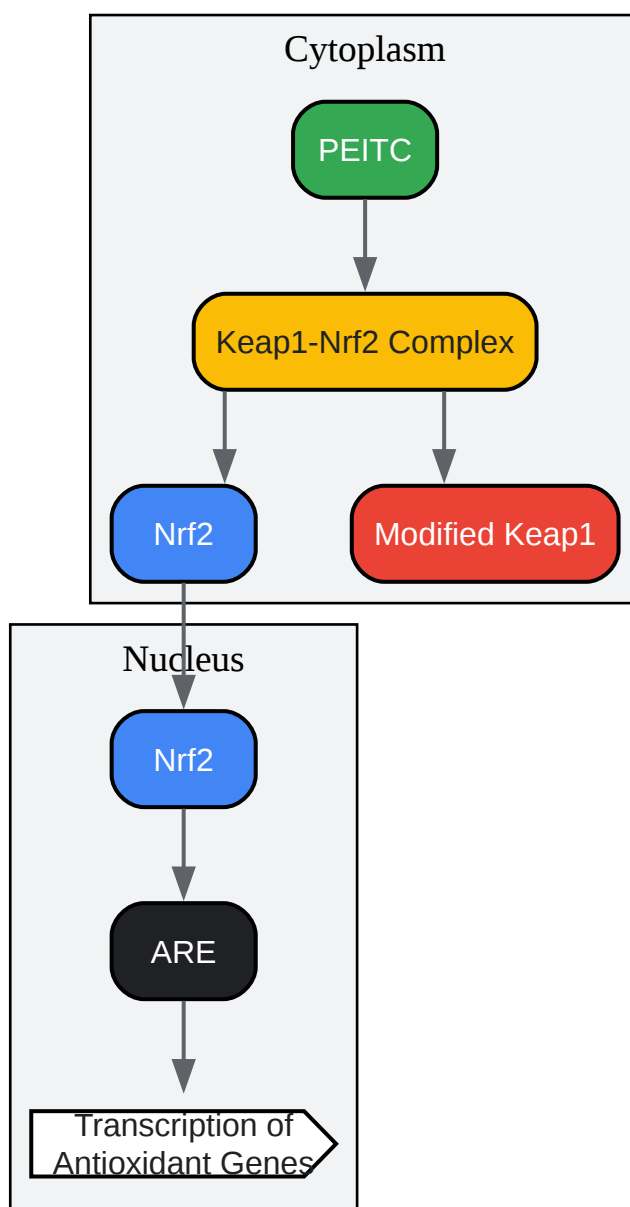 Cytoplasm
PEITC
Keap1-Nrf2 Complex
Nrf2
Modified Keap1
Nucleus
Nrf2
ARE
Transcription of
Antioxidant Genes